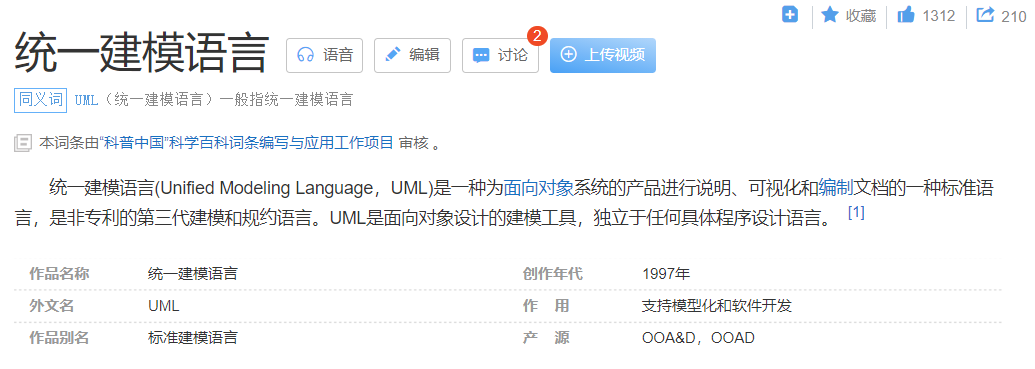 收藏 1312 210
统一建模语言 语音 编辑 讨论 2 上传视频
同义词 UML（统一建模语言）一般指统一建模语言
本词条由“科普中国”科学百科词条编写与应用工作项目 审核 。
统一建模语言(Unified Modeling Language，UML)是一种为面向对象系统的产品进行说明、可视化和编制文档的一种标准语
言，是非专利的第三代建模和规约语言。UML是面向对象设计的建模工具，独立于任何具体程序设计语言。 [1]
作品名称 统一建模语言 创作年代 1997年
外文名 UML 作 用 支持模型化和软件开发
作品别名 标准建模语言 产 源 OOA&D，OOAD